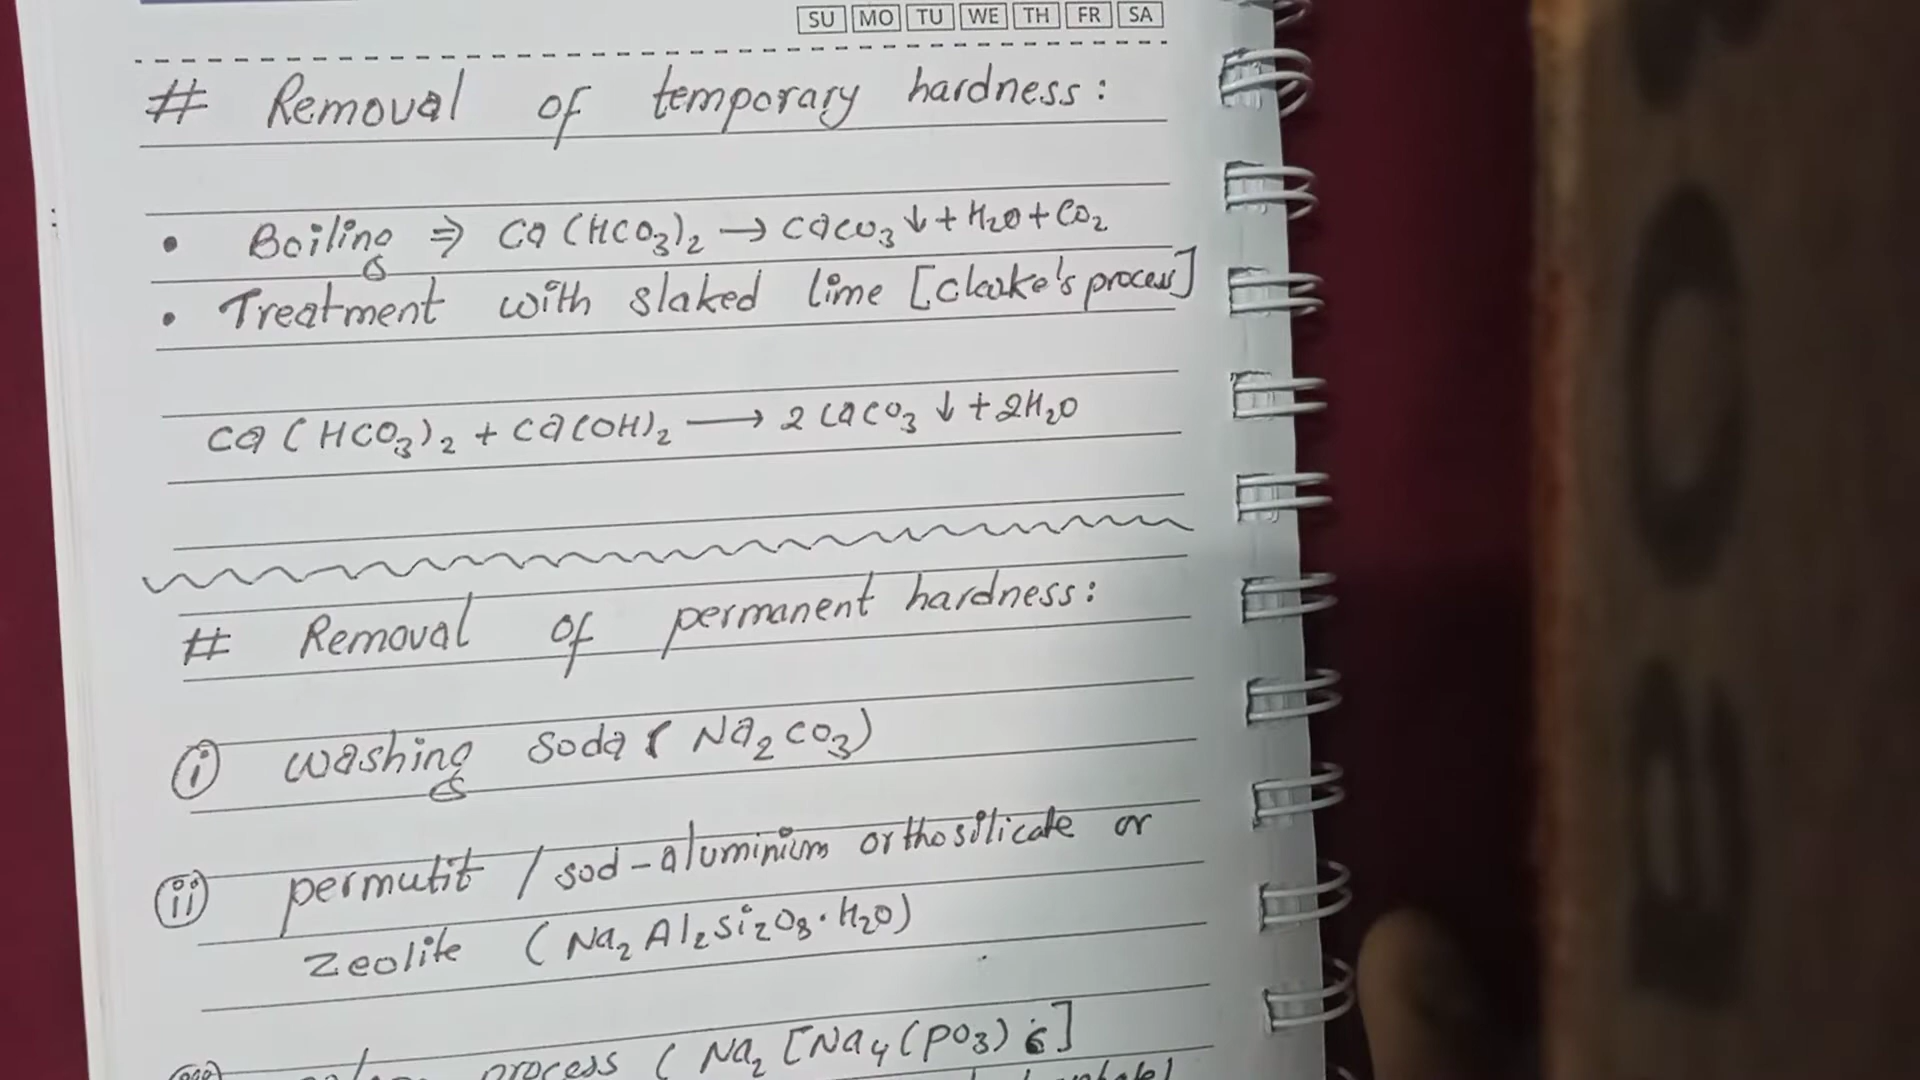 SU MO TU WE TH FR SA
# Removal of temporary hardness:
• Boiling ⇒ Ca(HCO₃)₂ → CaCO₃ ↓ + H₂O + CO₂
• Treatment with slaked lime [Clarke's process]
Ca(HCO₃)₂ + Ca(OH)₂ → 2 CaCO₃ ↓ + 2H₂O
# Removal of permanent hardness:
(i) washing soda ( Na₂CO₃)
(ii) permutit / sod-aluminium orthosilicate or
zeolite (Na₂Al₂Si₂O₈·H₂O)
process ( Na₂ [Na₄(PO₃)₆]